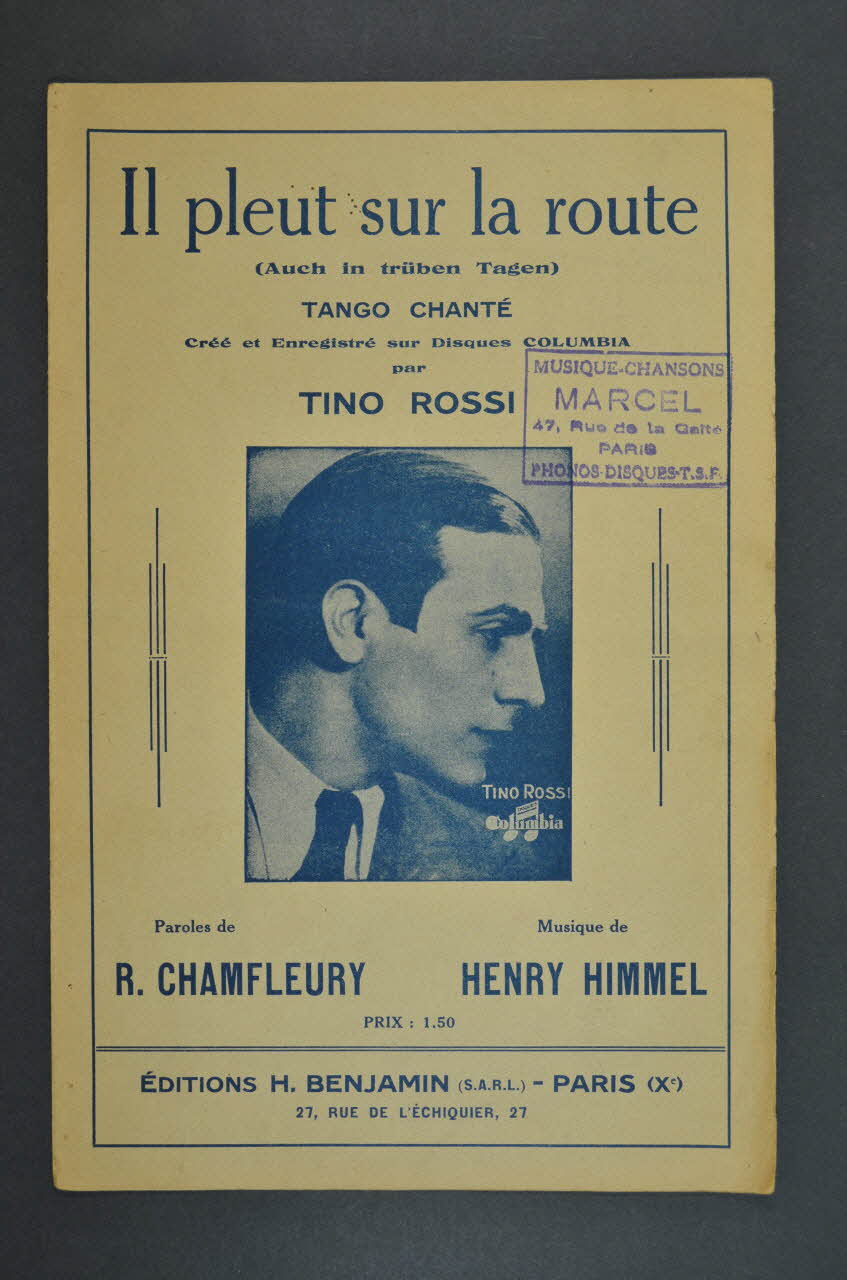 Il pleut sur la route
(Auch in trüben Tagen)
TANGO CHANTÉ
Créé et Enregistré sur Disques COLUMBIA
par
TINO ROSSI
MUSIQUE-CHANSONS
MARCEL
47, Rue de la Gaîté
PARIS
PHONOS-DISQUES-T.S.F.
TINO ROSSI
DISQUES
Columbia
Paroles de
R. CHAMFLEURY
Musique de
HENRY HIMMEL
PRIX : 1.50
ÉDITIONS H. BENJAMIN (S.A.R.L.) - PARIS (Xe)
27, RUE DE L'ÉCHIQUIER, 27